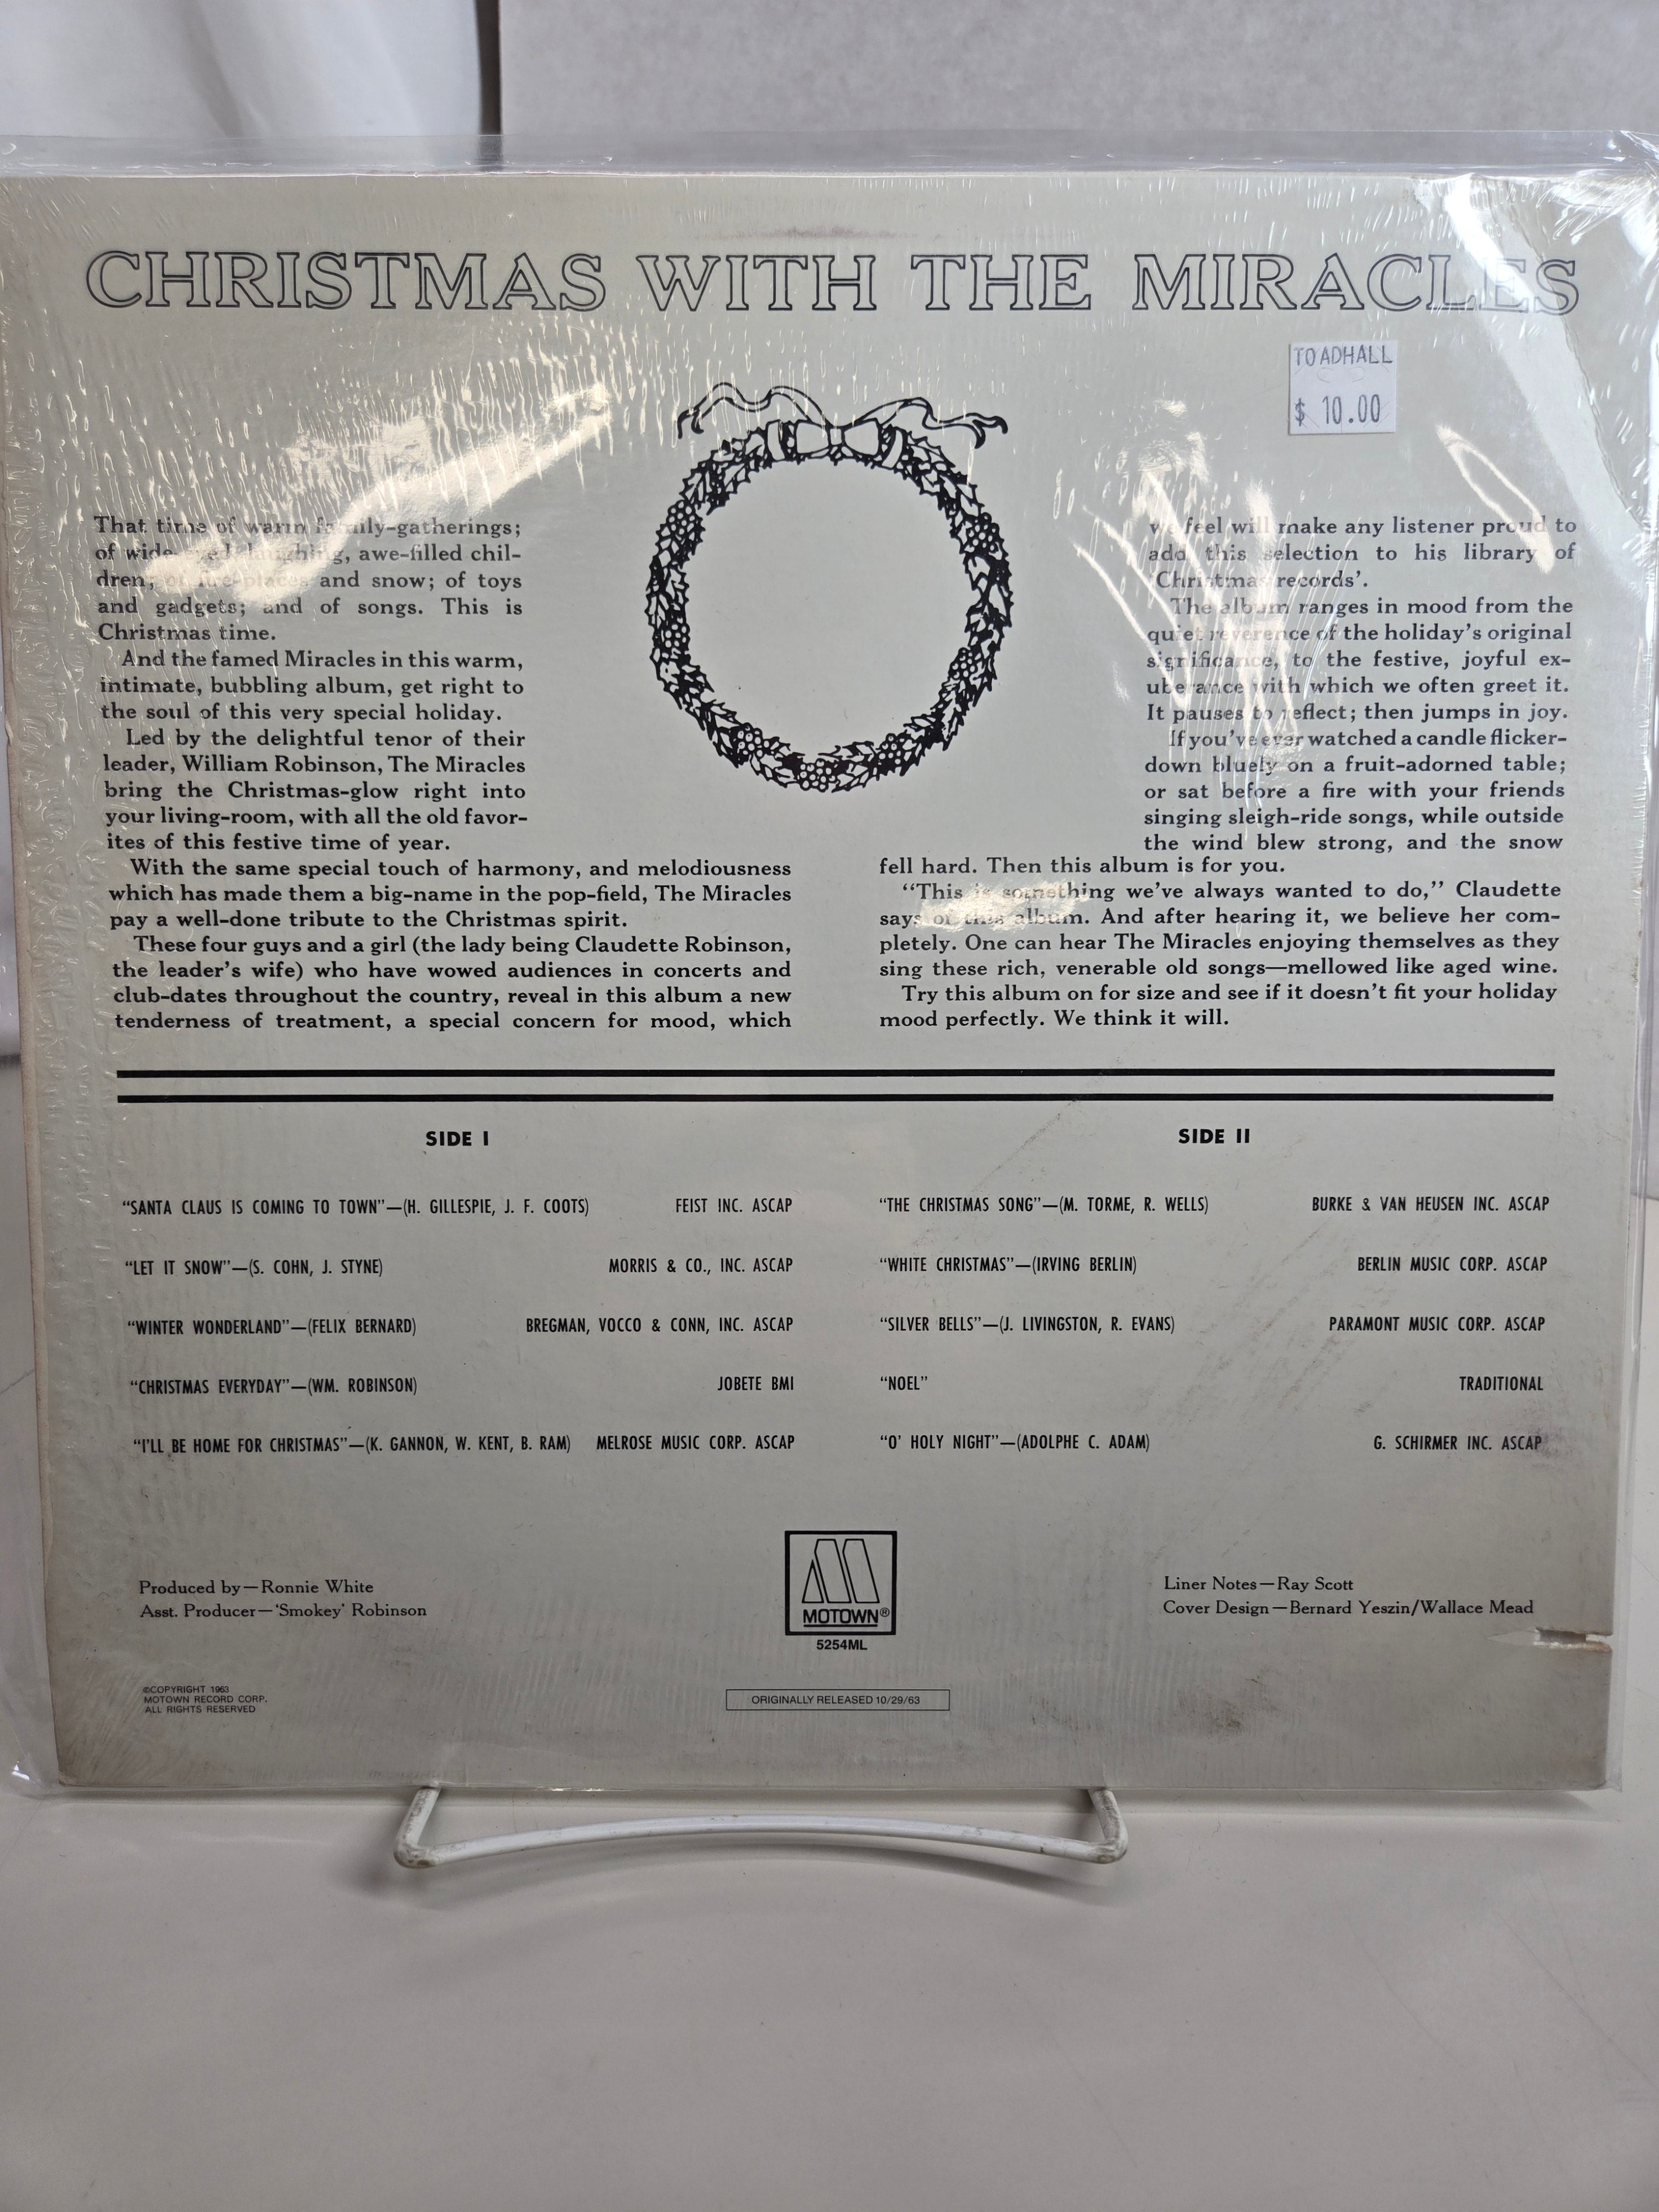 CHRISTMAS WITH THE MIRACLES
TOADHALL
$ 10.00
That time of warm family-gatherings;
of wide-eyed laughing, awe-filled chil-
dren; of fire-places and snow; of toys
and gadgets; and of songs. This is
Christmas time.
And the famed Miracles in this warm,
intimate, bubbling album, get right to
the soul of this very special holiday.
Led by the delightful tenor of their
leader, William Robinson, The Miracles
bring the Christmas-glow right into
your living-room, with all the old favor-
ites of this festive time of year.
With the same special touch of harmony, and melodiousness
which has made them a big-name in the pop-field, The Miracles
pay a well-done tribute to the Christmas spirit.
These four guys and a girl (the lady being Claudette Robinson,
the leader's wife) who have wowed audiences in concerts and
club-dates throughout the country, reveal in this album a new
tenderness of treatment, a special concern for mood, which
we feel will make any listener proud to
add this selection to his library of
'Christmas records'.
The album ranges in mood from the
quiet reverence of the holiday's original
significance, to the festive, joyful ex-
uberance with which we often greet it.
It pauses to reflect; then jumps in joy.
If you've ever watched a candle flicker-
down bluely on a fruit-adorned table;
or sat before a fire with your friends
singing sleigh-ride songs, while outside
the wind blew strong, and the snow
fell hard. Then this album is for you.
"This is something we've always wanted to do," Claudette
says of this album. And after hearing it, we believe her com-
pletely. One can hear The Miracles enjoying themselves as they
sing these rich, venerable old songs—mellowed like aged wine.
Try this album on for size and see if it doesn't fit your holiday
mood perfectly. We think it will.
SIDE I
"SANTA CLAUS IS COMING TO TOWN"—(H. GILLESPIE, J. F. COOTS) FEIST INC. ASCAP
"LET IT SNOW"—(S. COHN, J. STYNE) MORRIS & CO., INC. ASCAP
"WINTER WONDERLAND"—(FELIX BERNARD) BREGMAN, VOCCO & CONN, INC. ASCAP
"CHRISTMAS EVERYDAY"—(WM. ROBINSON) JOBETE BMI
"I'LL BE HOME FOR CHRISTMAS"—(K. GANNON, W. KENT, B. RAM) MELROSE MUSIC CORP. ASCAP
SIDE II
"THE CHRISTMAS SONG"—(M. TORME, R. WELLS) BURKE & VAN HEUSEN INC. ASCAP
"WHITE CHRISTMAS"—(IRVING BERLIN) BERLIN MUSIC CORP. ASCAP
"SILVER BELLS"—(J. LIVINGSTON, R. EVANS) PARAMONT MUSIC CORP. ASCAP
"NOEL" TRADITIONAL
"O' HOLY NIGHT"—(ADOLPHE C. ADAM) G. SCHIRMER INC. ASCAP
Produced by—Ronnie White
Asst. Producer—'Smokey' Robinson
MOTOWN®
5254ML
Liner Notes—Ray Scott
Cover Design—Bernard Yeszin/Wallace Mead
©COPYRIGHT 1963
MOTOWN RECORD CORP.
ALL RIGHTS RESERVED
ORIGINALLY RELEASED 10/29/63